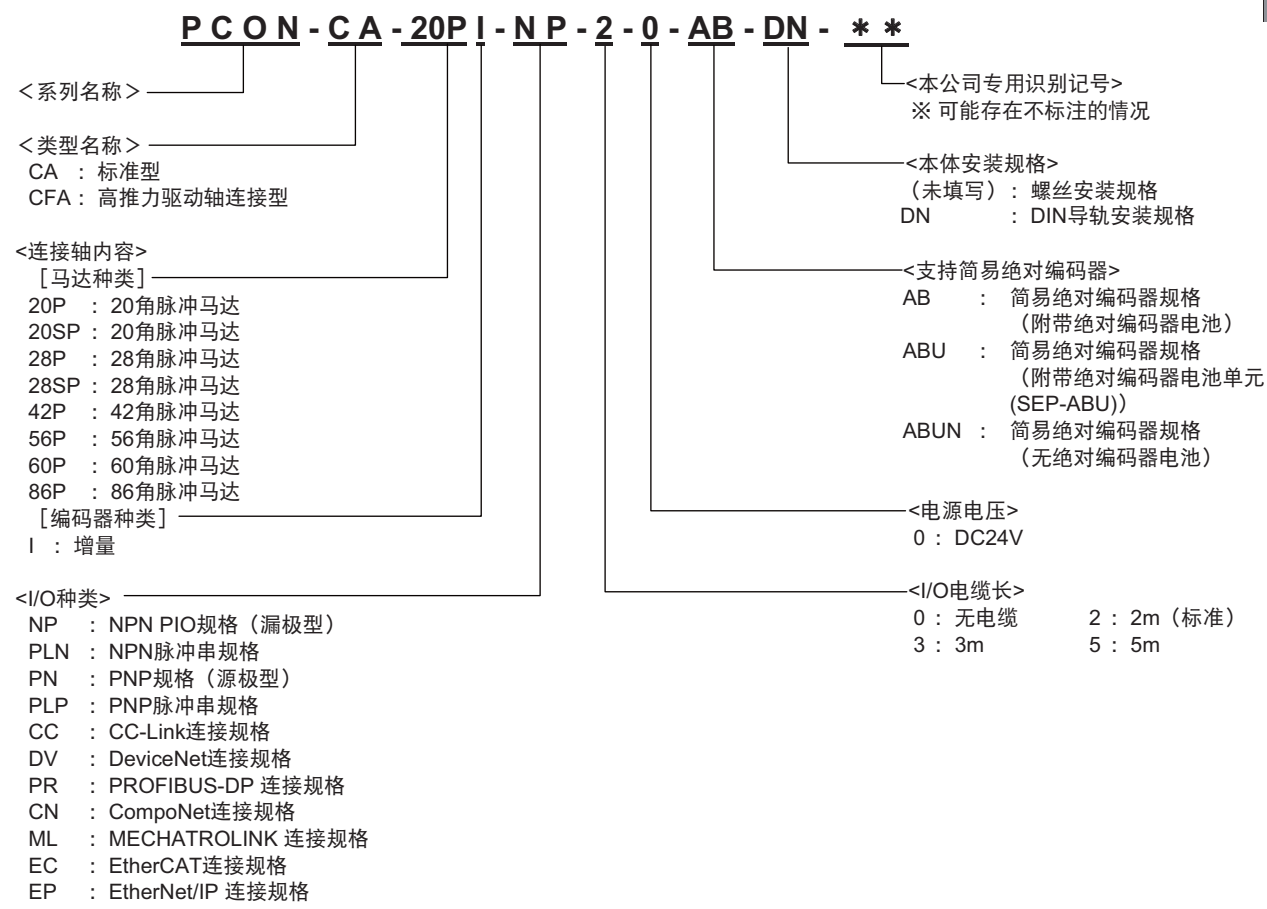 PCON-CA-20PI-NP-2-0-AB-DN-＊＊
＜系列名称＞
＜类型名称＞
CA ：标准型
CFA：高推力驱动轴连接型
<连接轴内容>
［马达种类］
20P ：20角脉冲马达
20SP：20角脉冲马达
28P ：28角脉冲马达
28SP：28角脉冲马达
42P ：42角脉冲马达
56P ：56角脉冲马达
60P ：60角脉冲马达
86P ：86角脉冲马达
［编码器种类］
I ：增量
<I/O种类>
NP ：NPN PIO规格（漏极型）
PLN ：NPN脉冲串规格
PN ：PNP规格（源极型）
PLP ：PNP脉冲串规格
CC ：CC-Link连接规格
DV ：DeviceNet连接规格
PR ：PROFIBUS-DP 连接规格
CN ：CompoNet连接规格
ML ：MECHATROLINK 连接规格
EC ：EtherCAT连接规格
EP ：EtherNet/IP 连接规格
<本公司专用识别记号>
※ 可能存在不标注的情况
<本体安装规格>
（未填写）：螺丝安装规格
DN ：DIN导轨安装规格
<支持简易绝对编码器>
AB ： 简易绝对编码器规格
（附带绝对编码器电池）
ABU ： 简易绝对编码器规格
（附带绝对编码器电池单元
(SEP-ABU)）
ABUN ： 简易绝对编码器规格
（无绝对编码器电池）
<电源电压>
0：DC24V
<I/O电缆长>
0：无电缆 2：2m（标准）
3：3m 5：5m